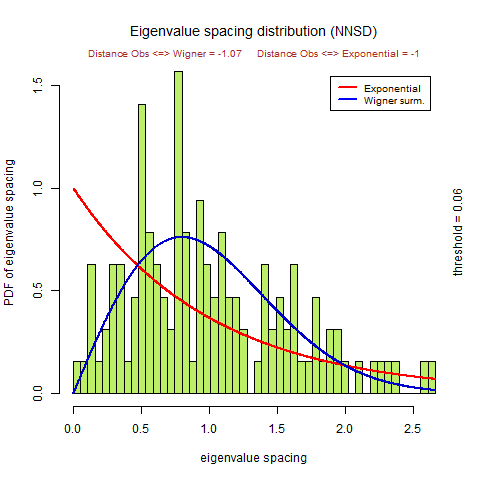 Eigenvalue spacing distribution (NNSD)
Distance Obs <=> Wigner = -1.07 Distance Obs <=> Exponential = -1
Exponential
Wigner surm.
PDF of eigenvalue spacing
1.5
1.0
0.5
0.0
threshold = 0.06
0.0 0.5 1.0 1.5 2.0 2.5
eigenvalue spacing